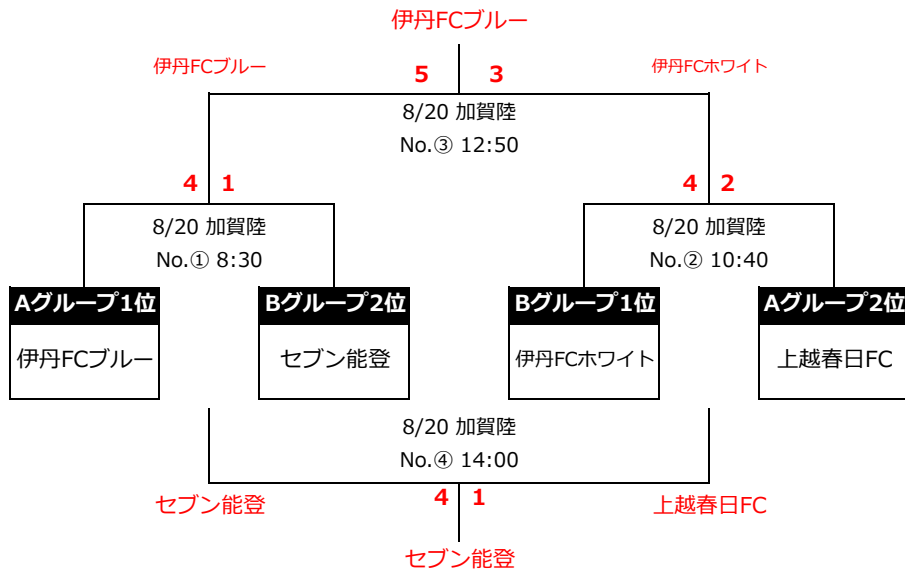 伊丹FCブルー
伊丹FCブルー 5 3 伊丹FCホワイト
8/20 加賀陸
No.③ 12:50
4 1 4 2
8/20 加賀陸 8/20 加賀陸
No.① 8:30 No.② 10:40
Aグループ1位 Bグループ2位 Bグループ1位 Aグループ2位
伊丹FCブルー セブン能登 伊丹FCホワイト 上越春日FC
8/20 加賀陸
No.④ 14:00
セブン能登 4 1 上越春日FC
セブン能登